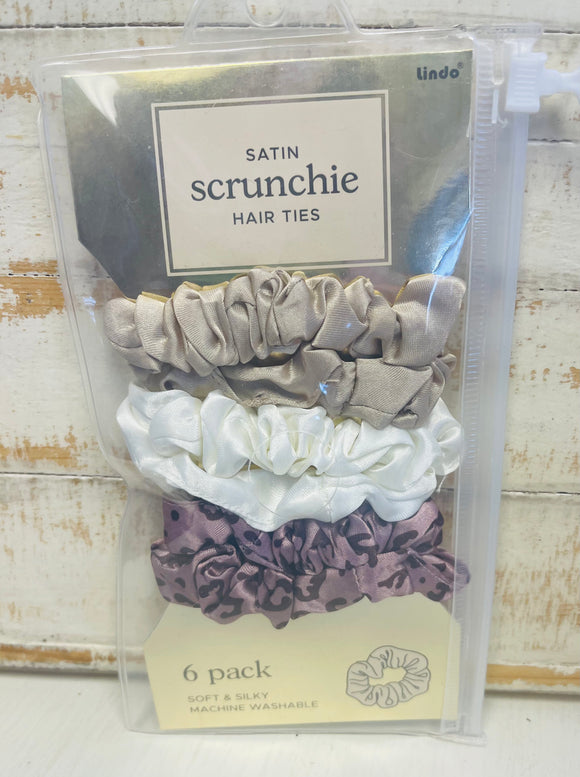 Lindo®
SATIN
scrunchie
HAIR TIES
6 pack
SOFT & SILKY
MACHINE WASHABLE